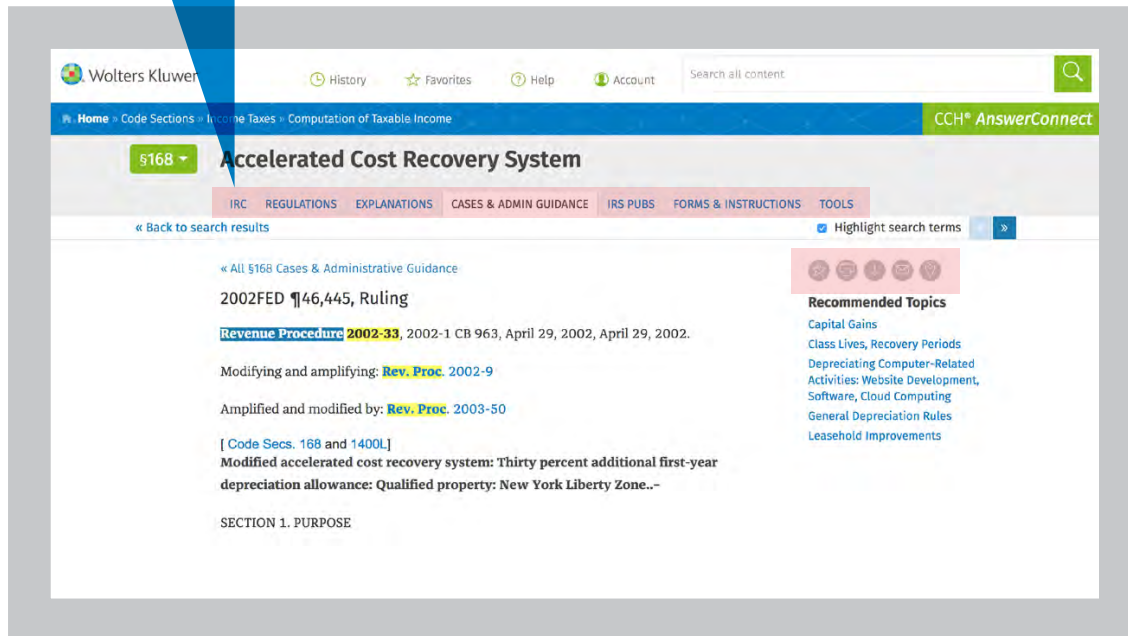 Wolters Kluwer
History
Favorites
Help
Account
Search all content
Home » Code Sections » Income Taxes » Computation of Taxable Income
CCH® AnswerConnect
§168
Accelerated Cost Recovery System
IRC REGULATIONS EXPLANATIONS CASES & ADMIN GUIDANCE IRS PUBS FORMS & INSTRUCTIONS TOOLS
« Back to search results
Highlight search terms
»
« All §168 Cases & Administrative Guidance
2002FED ¶46,445, Ruling
Revenue Procedure 2002-33, 2002-1 CB 963, April 29, 2002, April 29, 2002.
Modifying and amplifying: Rev. Proc. 2002-9
Amplified and modified by: Rev. Proc. 2003-50
[ Code Secs. 168 and 1400L]
Modified accelerated cost recovery system: Thirty percent additional first-year
depreciation allowance: Qualified property: New York Liberty Zone..–
SECTION 1. PURPOSE
Recommended Topics
Capital Gains
Class Lives, Recovery Periods
Depreciating Computer-Related
Activities: Website Development,
Software, Cloud Computing
General Depreciation Rules
Leasehold Improvements